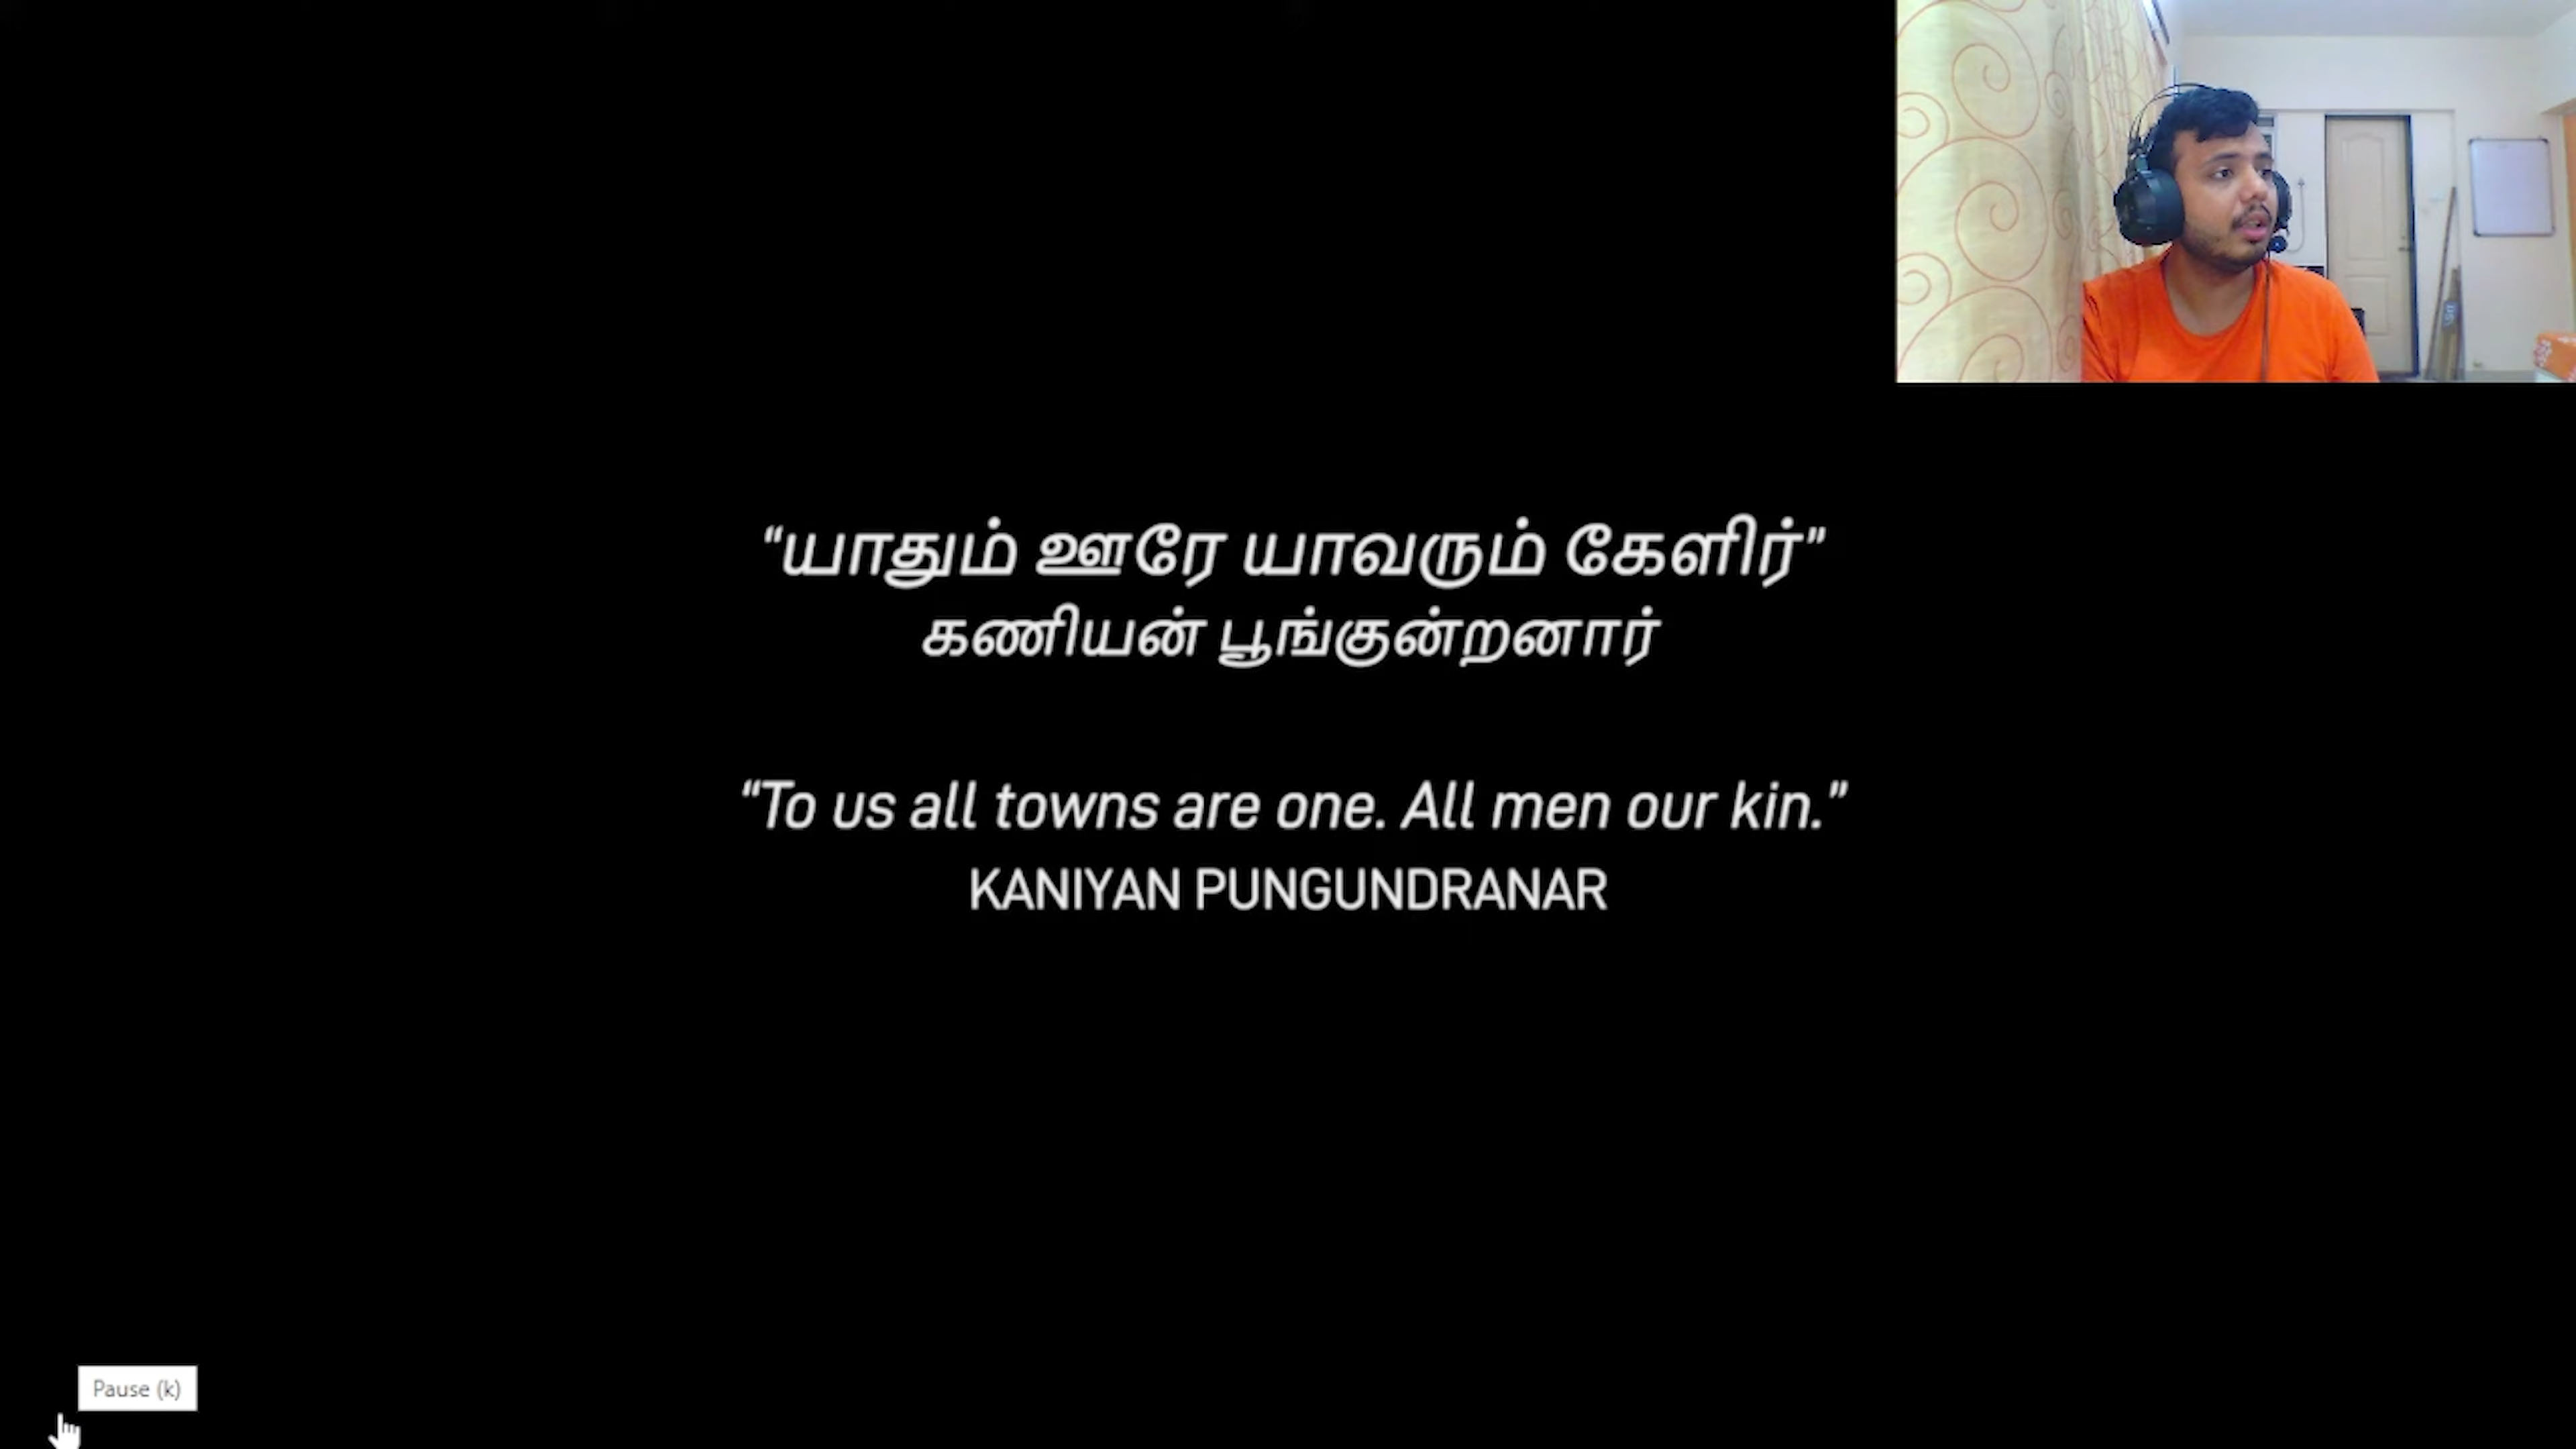 “யாதும் ஊரே யாவரும் கேளிர்”
கணியன் பூங்குன்றனார்
“To us all towns are one. All men our kin.”
KANIYAN PUNGUNDRANAR
Pause (k)